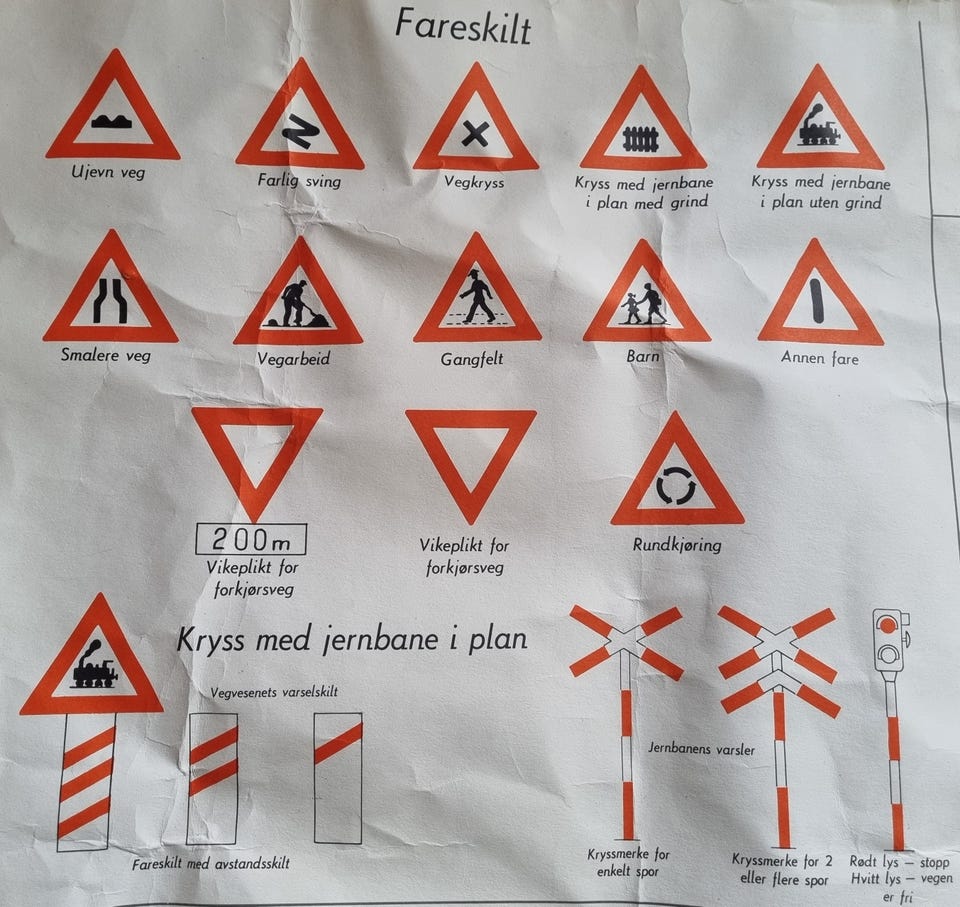 Fareskilt
Ujevn veg
Farlig sving
Vegkryss
Kryss med jernbane
i plan med grind
Kryss med jernbane
i plan uten grind
Smalere veg
Vegarbeid
Gangfelt
Barn
Annen fare
200m
Vikeplikt for
forkjørsveg
Vikeplikt for
forkjørsveg
Rundkjøring
Kryss med jernbane i plan
Vegvesenets varselskilt
Fareskilt med avstandsskilt
Jernbanens varsler
Kryssmerke for
enkelt spor
Kryssmerke for 2
eller flere spor
Rødt lys – stopp
Hvitt lys – vegen
er fri